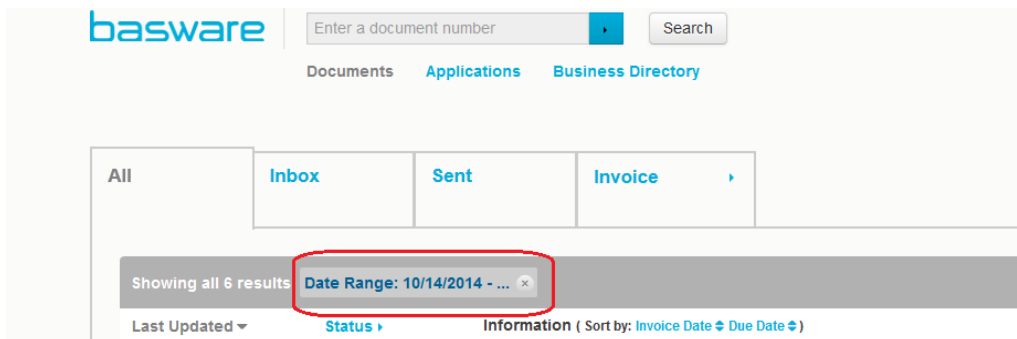 basware Enter a document number Search
Documents Applications Business Directory
All Inbox Sent Invoice
Showing all 6 results Date Range: 10/14/2014 - ...
Last Updated Status Information ( Sort by: Invoice Date Due Date )